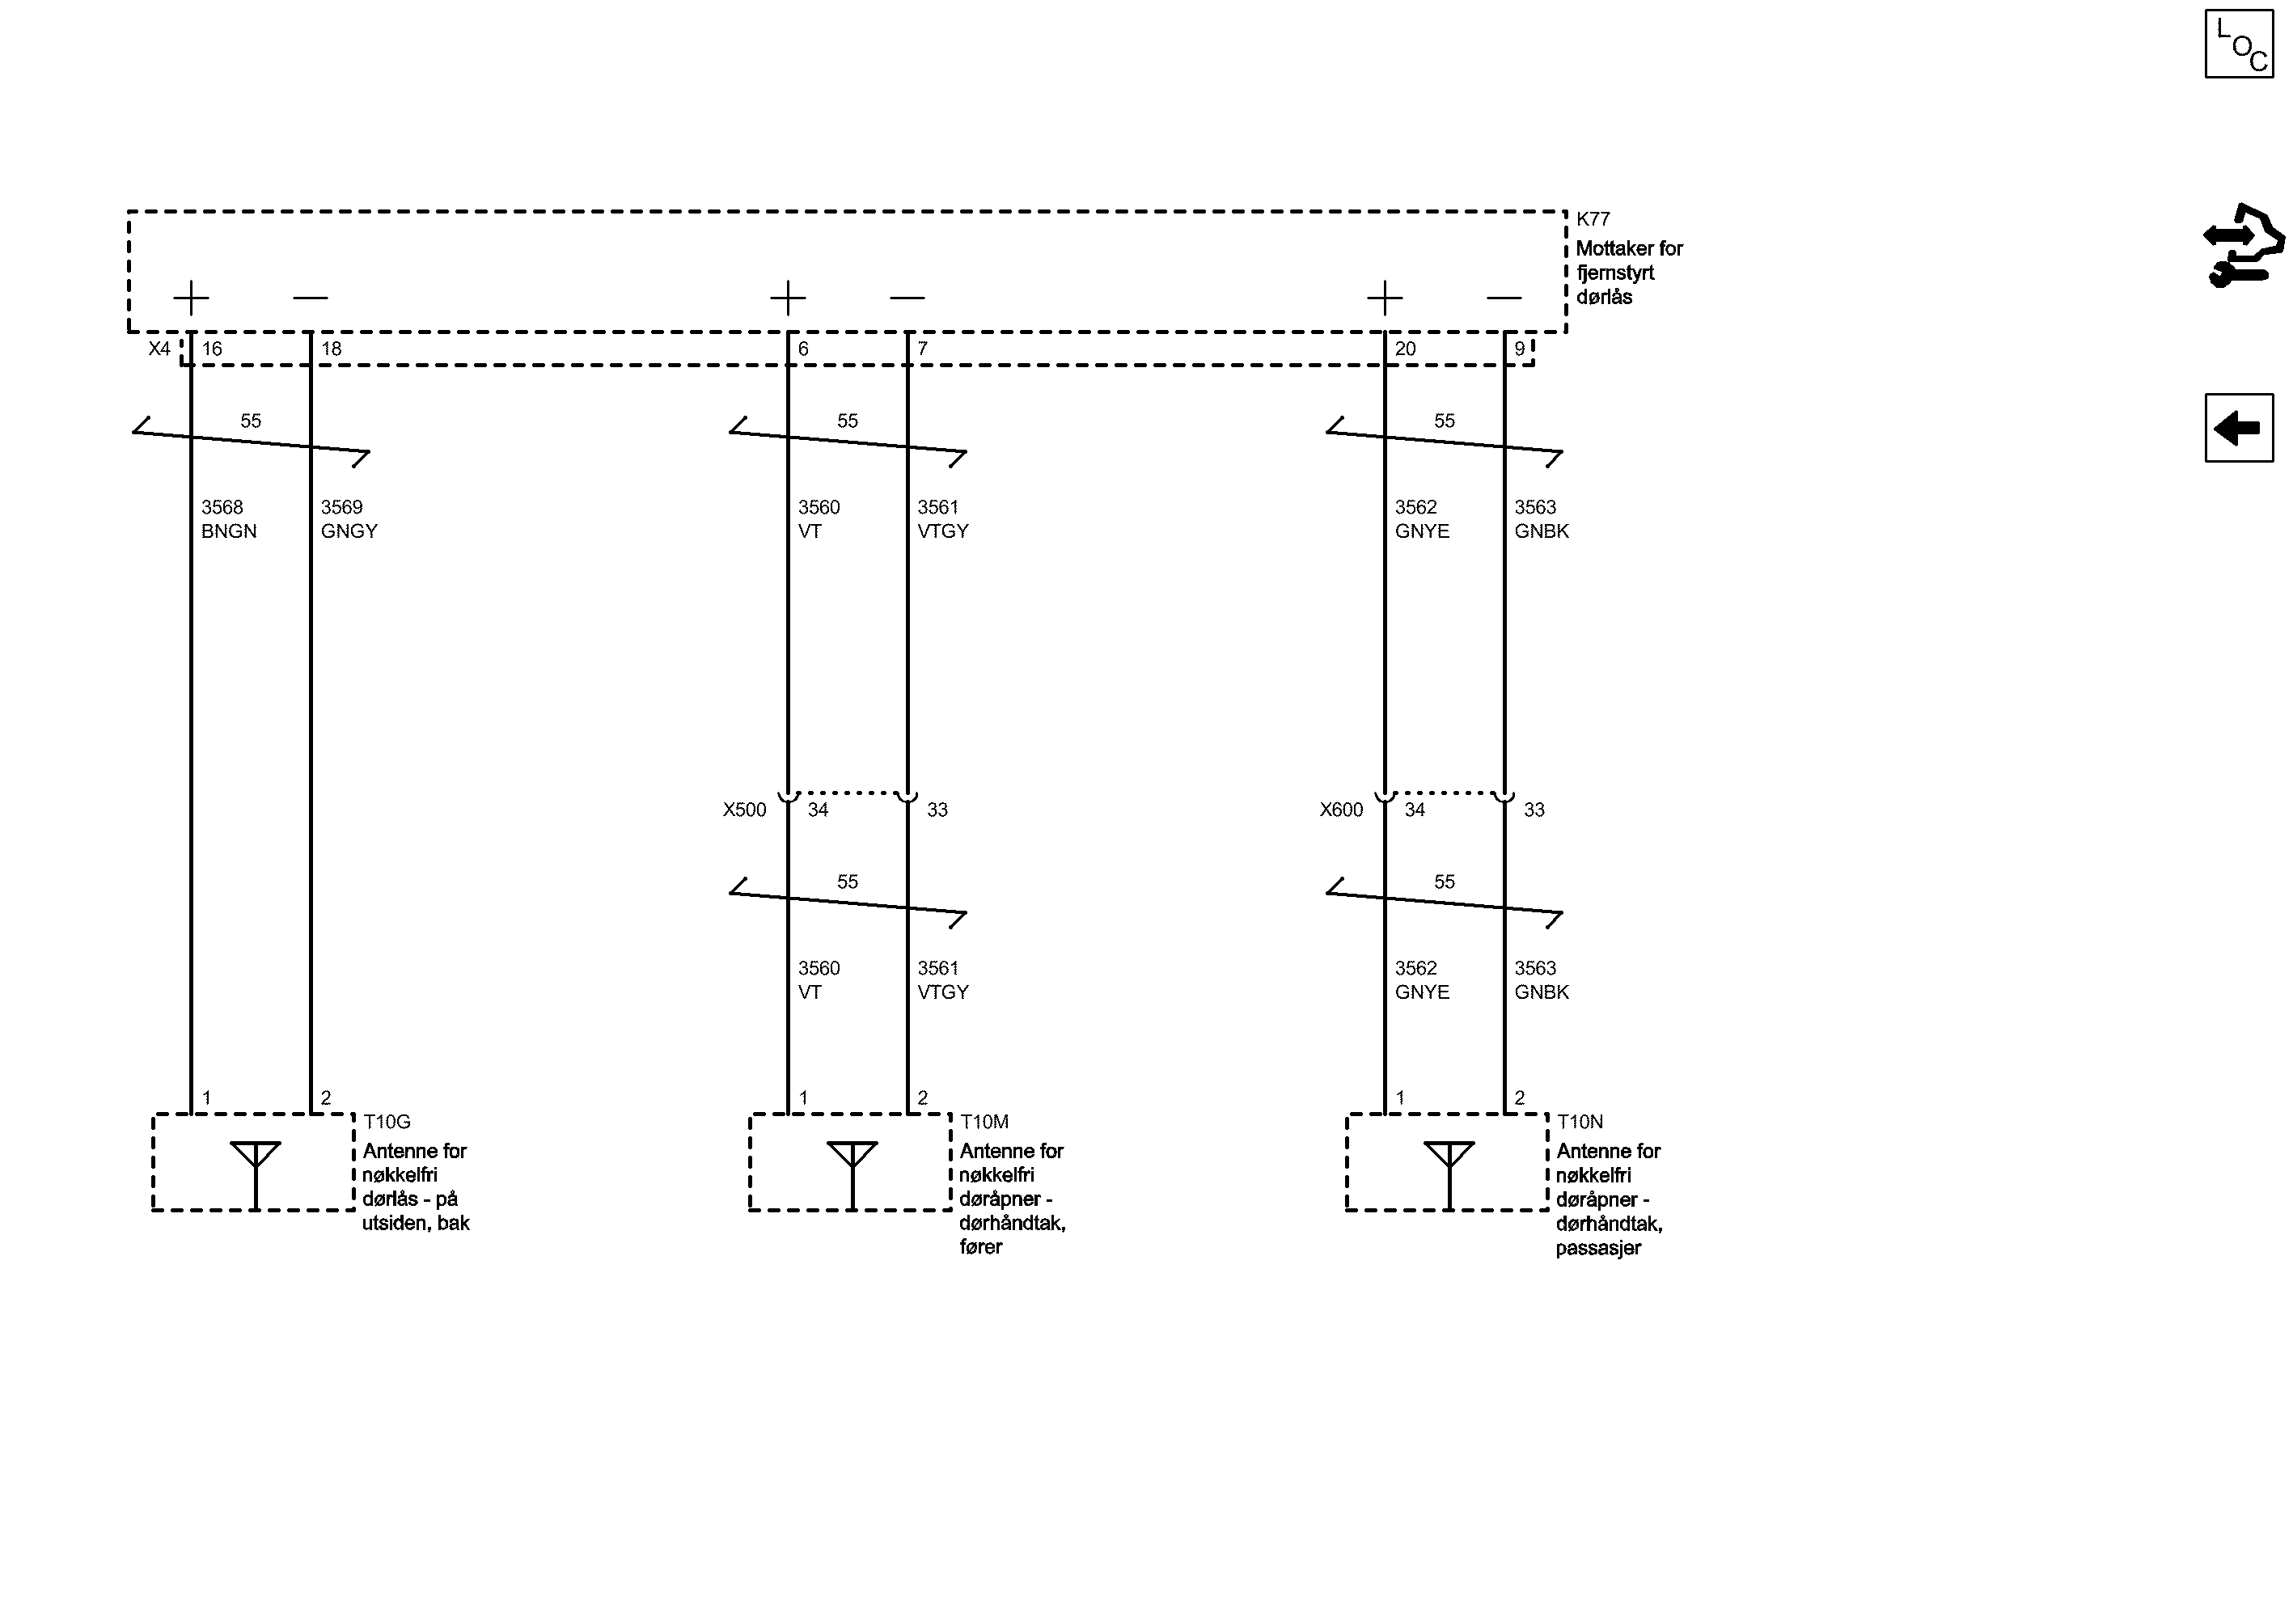 LOC
K77
Mottaker for
fjernstyrt
dørlås
X4 16 18 6 7 20 9
55 55 55
3568 3569 3560 3561 3562 3563
BNGN GNGY VT VTGY GNYE GNBK
X500 34 33 X600 34 33
55 55
3560 3561 3562 3563
VT VTGY GNYE GNBK
1 2 1 2 1 2
T10G
Antenne for
nøkkelfri
dørlås - på
utsiden, bak
T10M
Antenne for
nøkkelfri
døråpner -
dørhåndtak,
fører
T10N
Antenne for
nøkkelfri
døråpner -
dørhåndtak,
passasjer